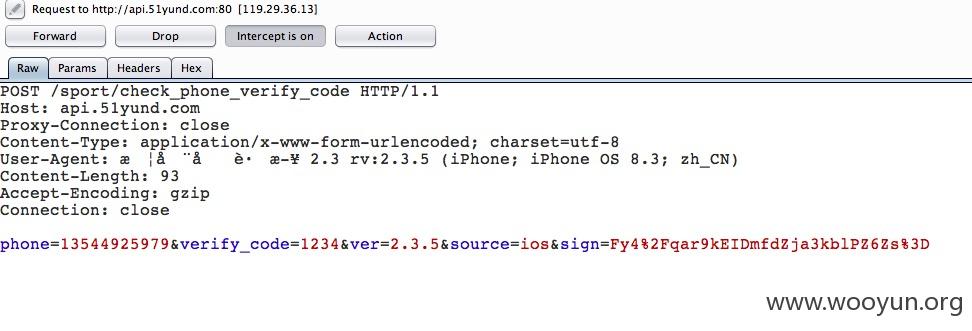 Request to http://api.51yund.com:80 [119.29.36.13]
Forward Drop Intercept is on Action
Raw Params Headers Hex
POST /sport/check_phone_verify_code HTTP/1.1
Host: api.51yund.com
Proxy-Connection: close
Content-Type: application/x-www-form-urlencoded; charset=utf-8
User-Agent: æ ¦å ¨å è· æ-¥ 2.3 rv:2.3.5 (iPhone; iPhone OS 8.3; zh_CN)
Content-Length: 93
Accept-Encoding: gzip
Connection: close
phone=13544925979&verify_code=1234&ver=2.3.5&source=ios&sign=Fy4%2Fqar9kEIDmfdZja3kblPZ6Zs%3D
www.wooyun.org